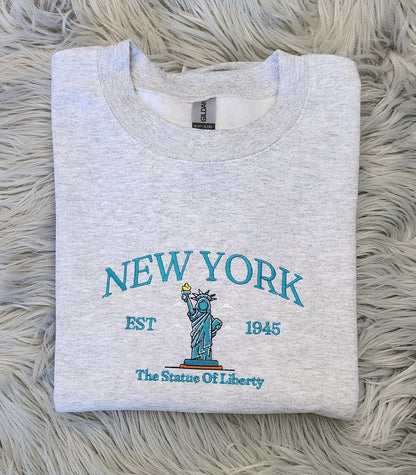 GILDAN
NEW YORK
EST 1945
The Statue Of Liberty